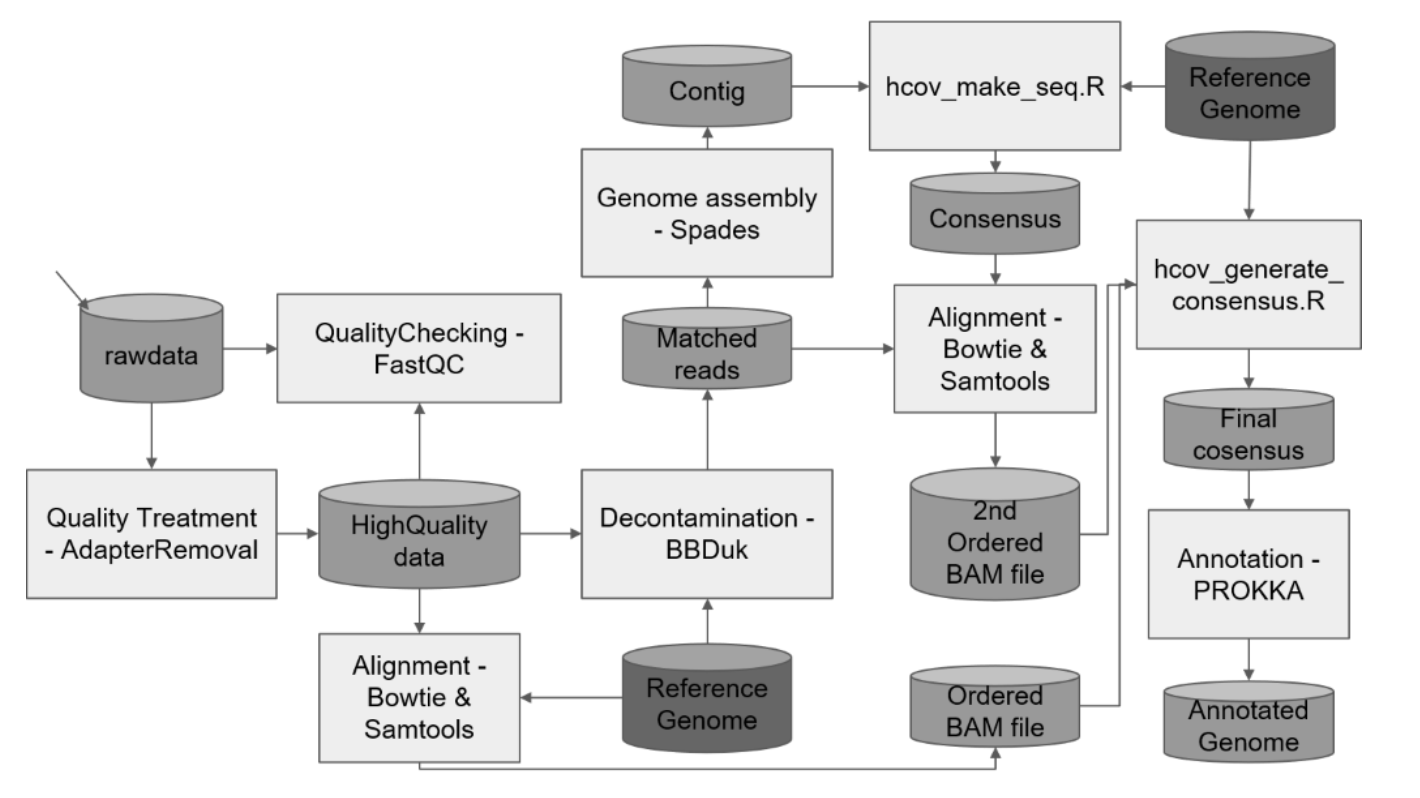 Contig
hcov_make_seq.R
Reference
Genome
Genome assembly
- Spades
Consensus
hcov_generate_
consensus.R
rawdata
QualityChecking -
FastQC
Matched
reads
Alignment -
Bowtie &
Samtools
Final
cosensus
Quality Treatment
- AdapterRemoval
HighQuality
data
Decontamination -
BBDuk
2nd
Ordered
BAM file
Annotation -
PROKKA
Alignment -
Bowtie &
Samtools
Reference
Genome
Ordered
BAM file
Annotated
Genome